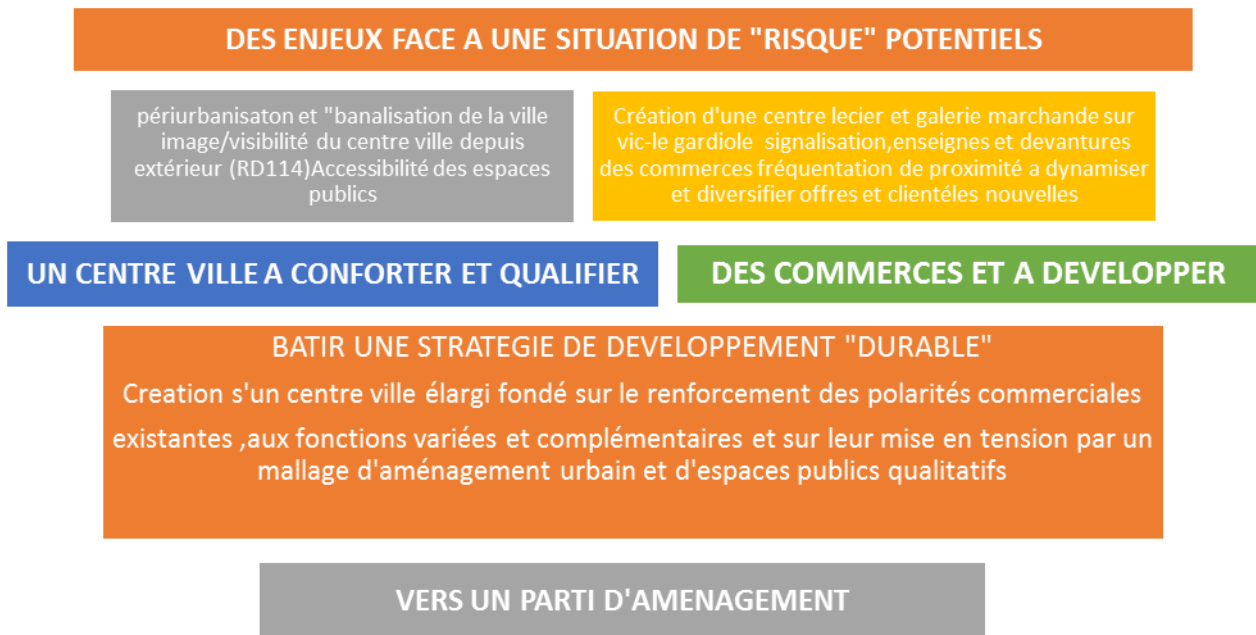 DES ENJEUX FACE A UNE SITUATION DE "RISQUE" POTENTIELS
périurbanisaton et "banalisation de la ville
image/visibilité du centre ville depuis
extérieur (RD114)Accessibilité des espaces
publics
Création d'une centre lecier et galerie marchande sur
vic-le gardiole signalisation,enseignes et devantures
des commerces fréquentation de proximité a dynamiser
et diversifier offres et clientéles nouvelles
UN CENTRE VILLE A CONFORTER ET QUALIFIER
DES COMMERCES ET A DEVELOPPER
BATIR UNE STRATEGIE DE DEVELOPPEMENT "DURABLE"
Creation s'un centre ville élargi fondé sur le renforcement des polarités commerciales
existantes ,aux fonctions variées et complémentaires et sur leur mise en tension par un
mallage d'aménagement urbain et d'espaces publics qualitatifs
VERS UN PARTI D'AMENAGEMENT